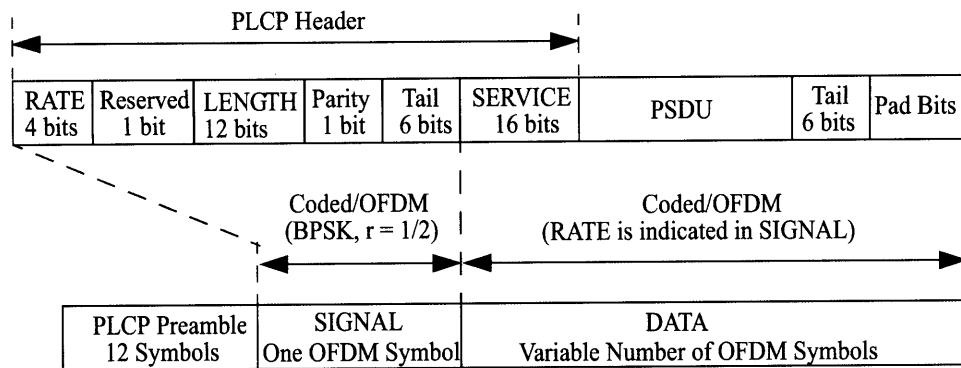 PLCP Header
RATE Reserved LENGTH Parity Tail SERVICE PSDU Tail Pad Bits
4 bits 1 bit 12 bits 1 bit 6 bits 16 bits 6 bits
Coded/OFDM Coded/OFDM
(BPSK, r = 1/2) (RATE is indicated in SIGNAL)
PLCP Preamble SIGNAL DATA
12 Symbols One OFDM Symbol Variable Number of OFDM Symbols